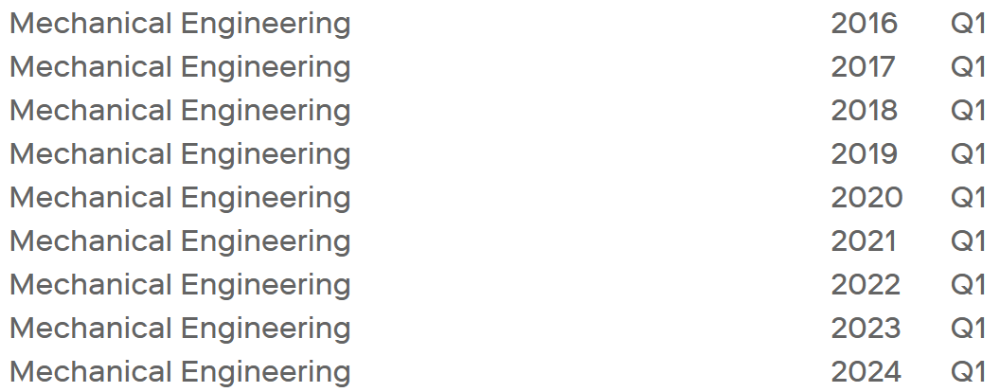 Mechanical Engineering 2016 Q1
Mechanical Engineering 2017 Q1
Mechanical Engineering 2018 Q1
Mechanical Engineering 2019 Q1
Mechanical Engineering 2020 Q1
Mechanical Engineering 2021 Q1
Mechanical Engineering 2022 Q1
Mechanical Engineering 2023 Q1
Mechanical Engineering 2024 Q1